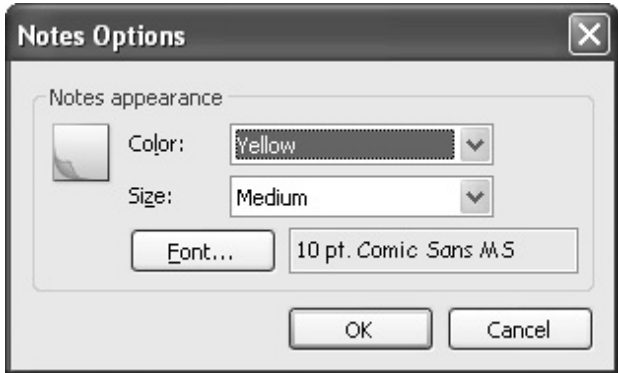 Notes Options
Notes appearance
Color: Yellow
Size: Medium
Font... 10 pt. Comic Sans MS
OK Cancel